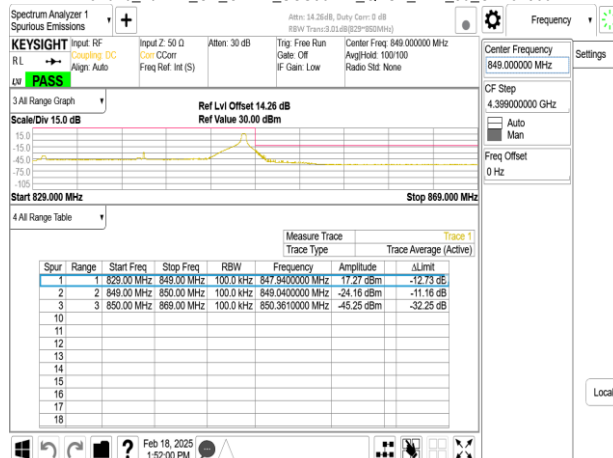 Spectrum Analyzer 1
Spurious Emissions
+
Attn: 14.26dB, Duty Corr: 0 dB
RBW Trans:3.01dB(829~850MHz)
Frequency
KEYSIGHT
RL
Input: RF
Coupling: DC
Align: Auto
Input Z: 50 Ω
Corr CCorr
Freq Ref: Int (S)
Atten: 30 dB
Trig: Free Run
Gate: Off
IF Gain: Low
Center Freq: 849.000000 MHz
Avg|Hold: 100/100
Radio Std: None
LXI PASS
Center Frequency
849.000000 MHz
Settings
CF Step
4.399000000 GHz
Auto
Man
Freq Offset
0 Hz
3 All Range Graph
Scale/Div 15.0 dB
Ref Lvl Offset 14.26 dB
Ref Value 30.00 dBm
15.0
-15.0
-45.0
-75.0
-105
Start 829.000 MHz
Stop 869.000 MHz
4 All Range Table
Measure Trace Trace 1
Trace Type Trace Average (Active)
Spur Range Start Freq Stop Freq RBW Frequency Amplitude ΔLimit
1 1 829.00 MHz 849.00 MHz 100.0 kHz 847.9400000 MHz 17.27 dBm -12.73 dB
2 2 849.00 MHz 850.00 MHz 100.0 kHz 849.0400000 MHz -24.16 dBm -11.16 dB
3 3 850.00 MHz 869.00 MHz 100.0 kHz 850.3610000 MHz -45.25 dBm -32.25 dB
10
11
12
13
14
15
16
17
18
Local
?
Feb 18, 2025
1:52:00 PM